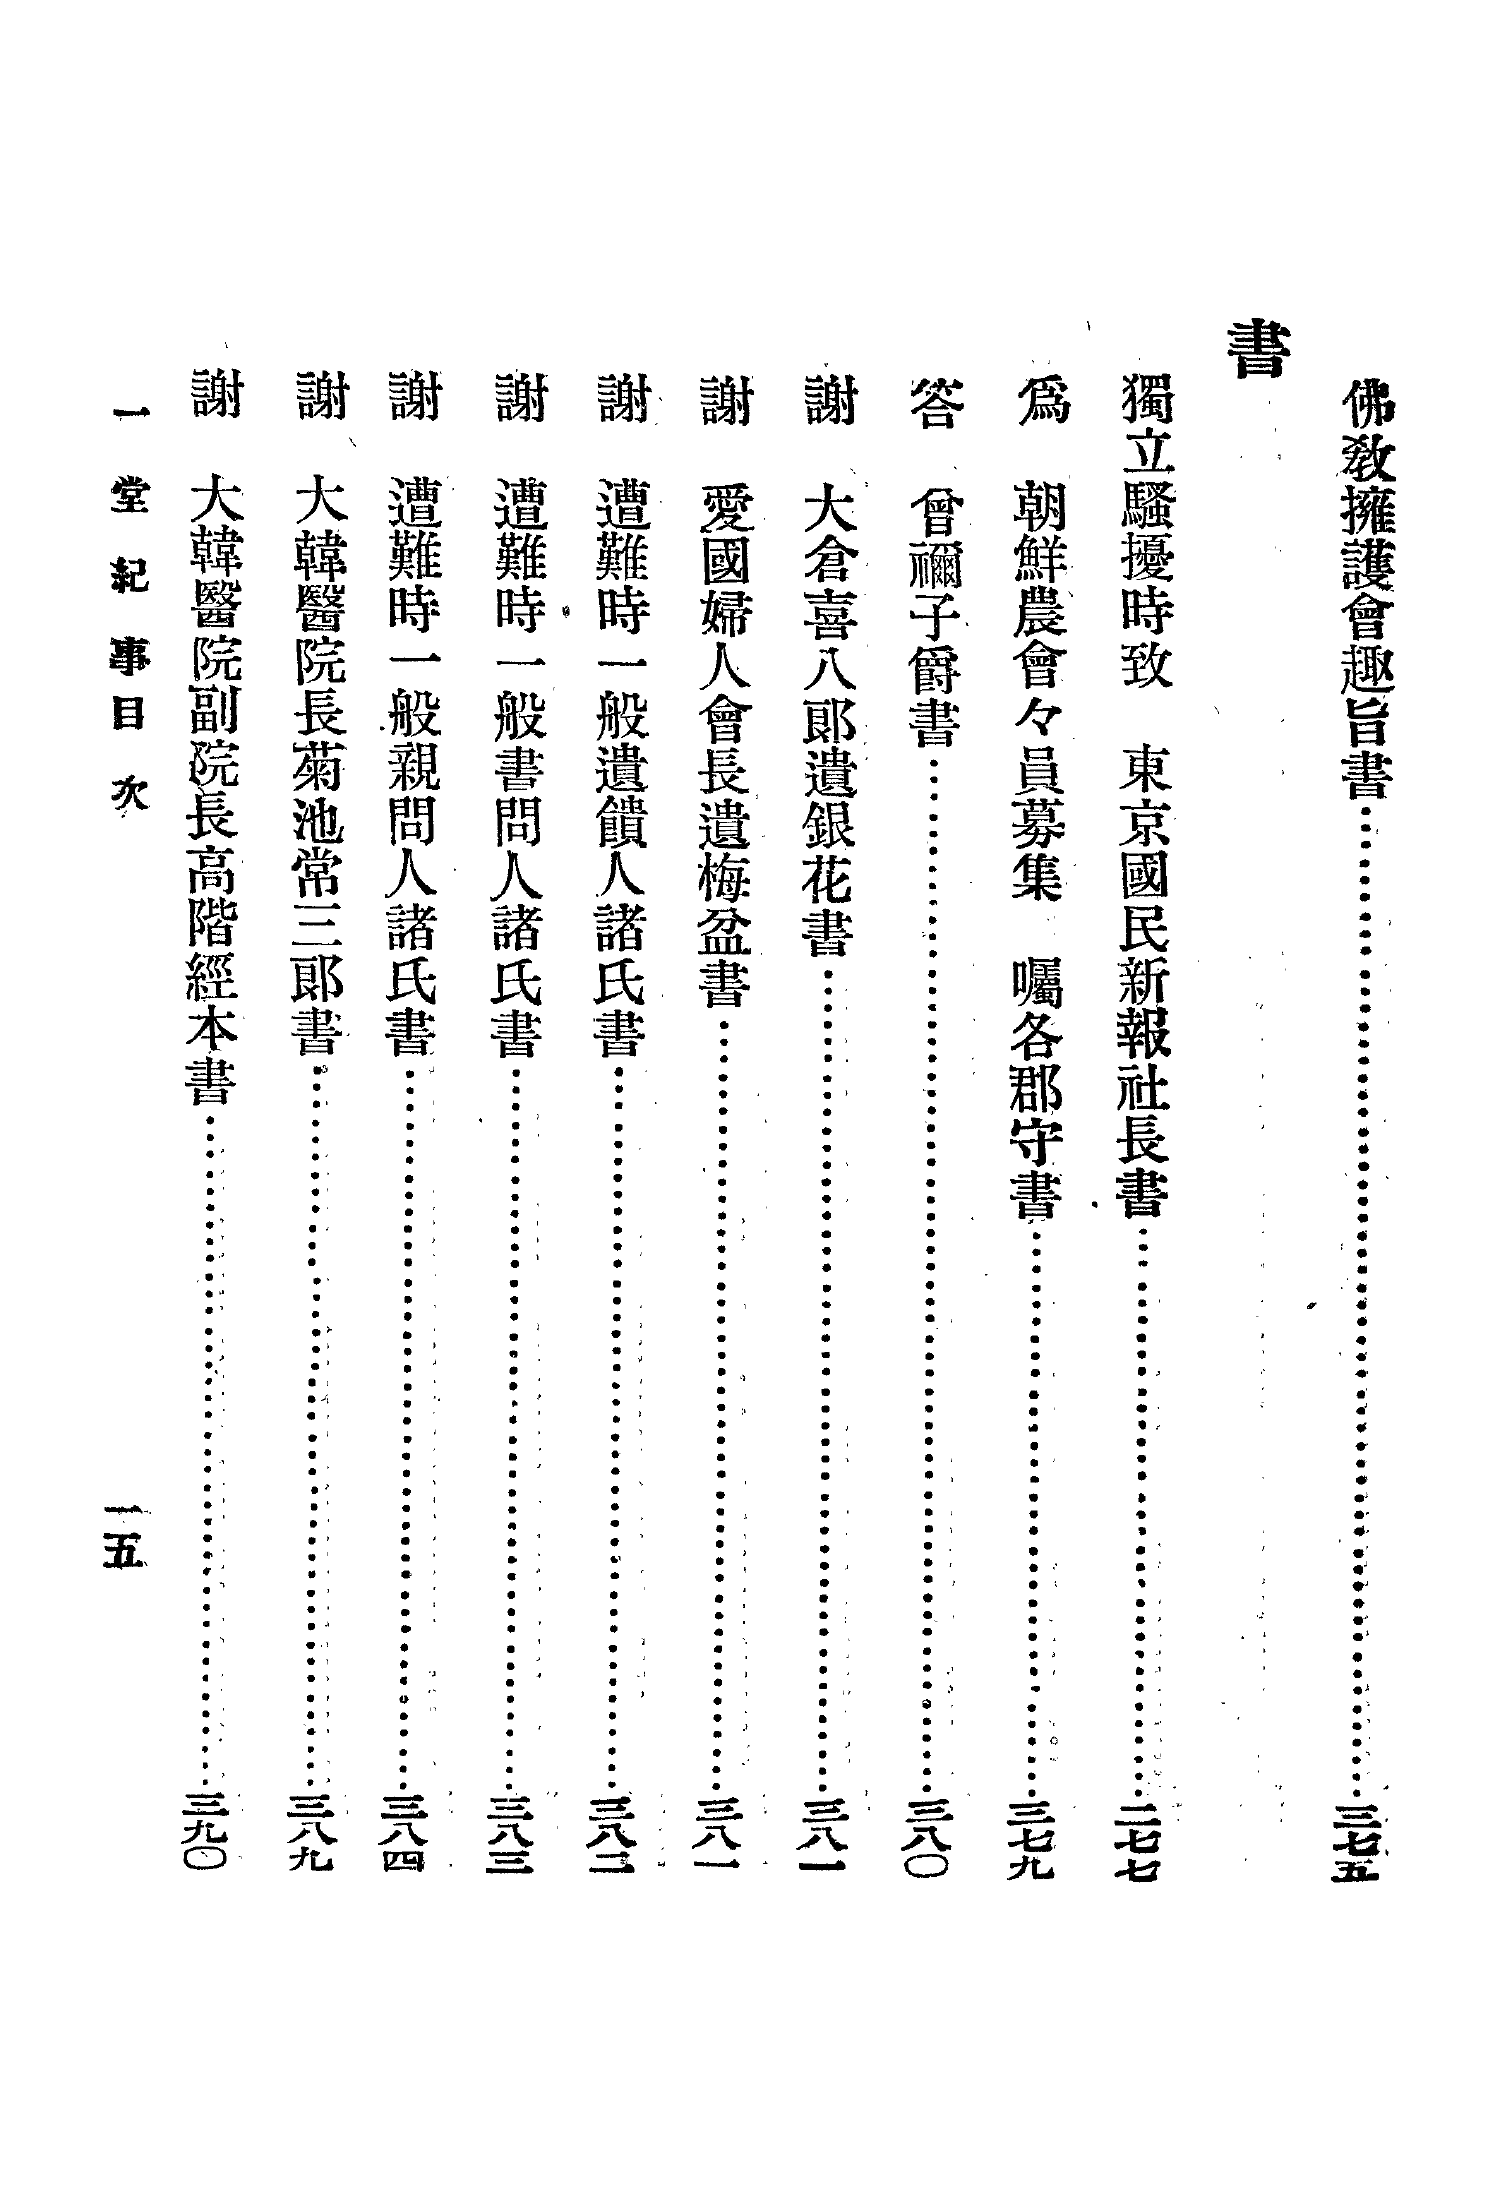 佛敎擁護會趣旨書……三七五
書
獨立騷擾時致　東京國民新報社長書……二七七
爲　朝鮮農會々員募集　囑各郡守書……三七九
答　曾禰子爵書……三八〇
謝　大倉喜八郞遺銀花書……三八一
謝　愛國婦人會長遺梅盆書……三八一
謝　遭難時一般遺饋人諸氏書……三八二
謝　遭難時一般書問人諸氏書……三八三
謝　遭難時一般親問人諸氏書……三八四
謝　大韓醫院長菊池常三郞書……三八九
謝　大韓醫院副院長高階經本書……三九〇
一堂紀事目次　一五